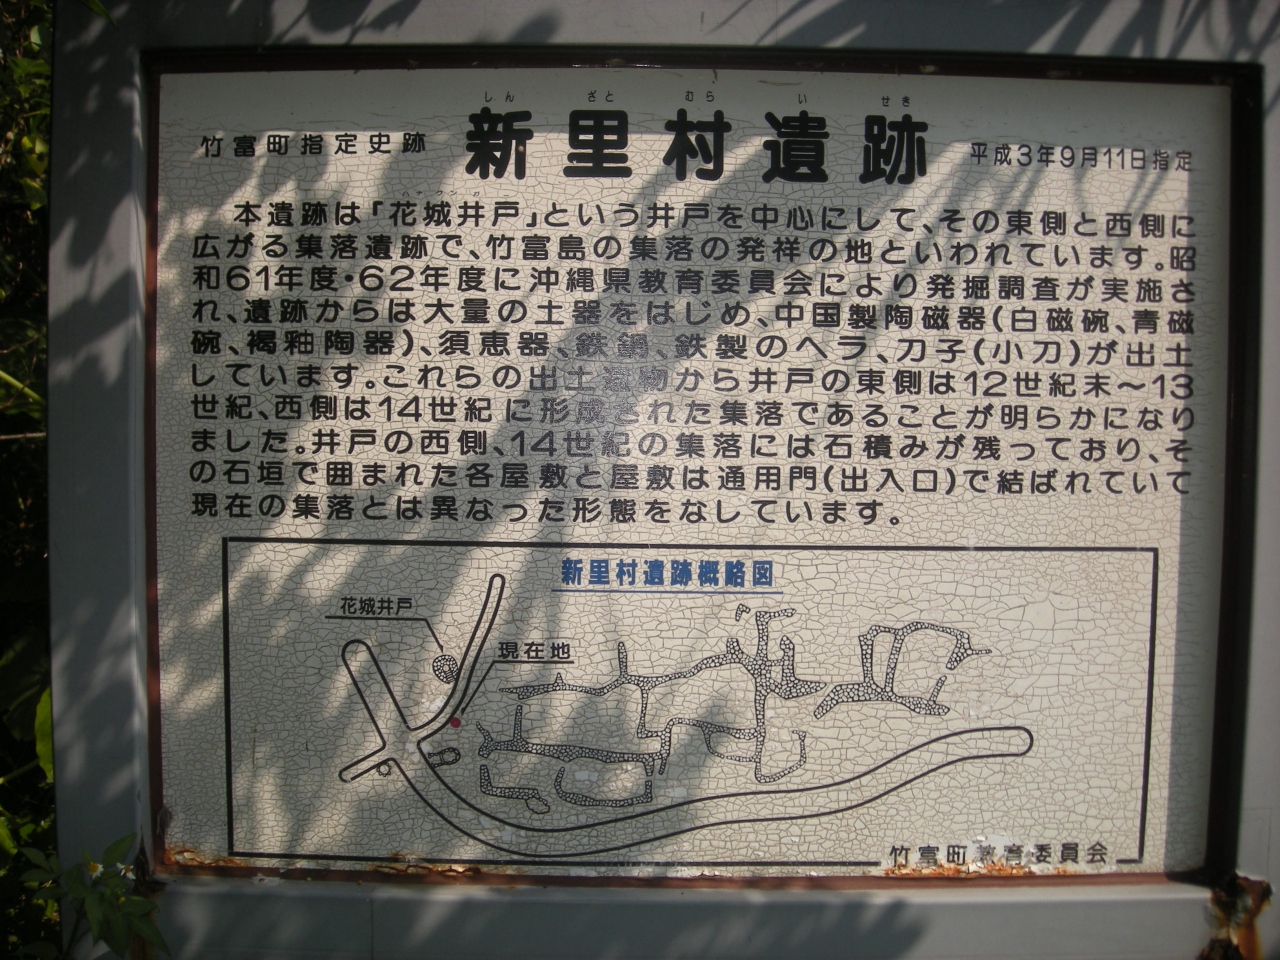 しん ざと むら い せき
竹富町指定史跡 新里村遺跡 平成3年9月11日指定
ハナックンガ
本遺跡は「花城井戸」という井戸を中心にして、その東側と西側に
広がる集落遺跡で、竹富島の集落の発祥の地といわれています。昭
和61年度・62年度に沖縄県教育委員会により発掘調査が実施さ
れ、遺跡からは大量の土器をはじめ、中国製陶磁器(白磁碗、青磁
碗、褐釉陶器)、須恵器、鉄鍋、鉄製のヘラ、刀子(小刀)が出土
しています。これらの出土遺物から井戸の東側は12世紀末～13
世紀、西側は14世紀に形成された集落であることが明らかになり
ました。井戸の西側、14世紀の集落には石積みが残っており、そ
の石垣で囲まれた各屋敷と屋敷は通用門(出入口)で結ばれていて
現在の集落とは異なった形態をなしています。
新里村遺跡概略図
花城井戸
現在地
竹富町教育委員会